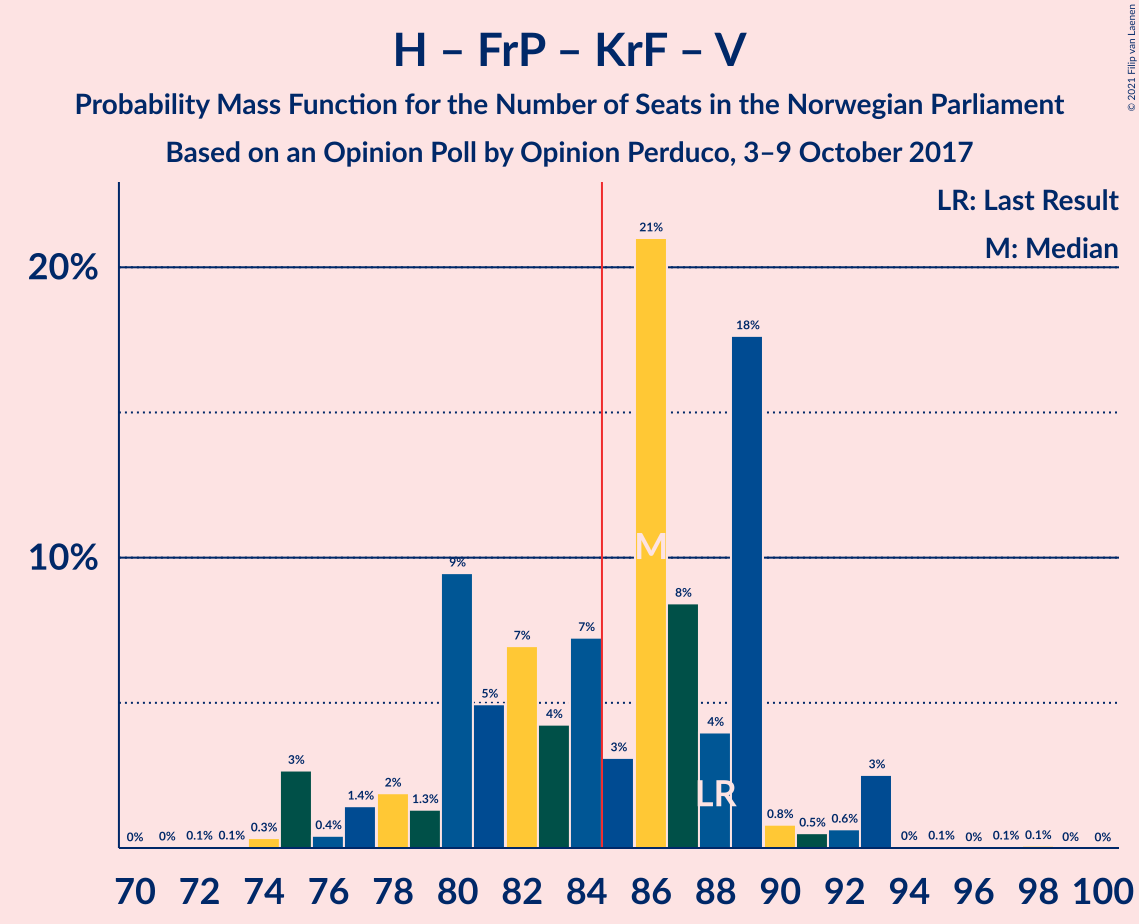 H – FrP – KrF – V
Probability Mass Function for the Number of Seats in the Norwegian Parliament
Based on an Opinion Poll by Opinion Perduco, 3–9 October 2017
© 2021 Filip van Laenen
LR: Last Result
M: Median
20%
10%
0% 0% 0.1% 0.1% 0.3% 3% 0.4% 1.4% 2% 1.3% 9% 5% 7% 4% 7% 3% 21% 8% 4% 18% 0.8% 0.5% 0.6% 3% 0% 0.1% 0% 0.1% 0.1% 0% 0%
M
LR
70 72 74 76 78 80 82 84 86 88 90 92 94 96 98 100